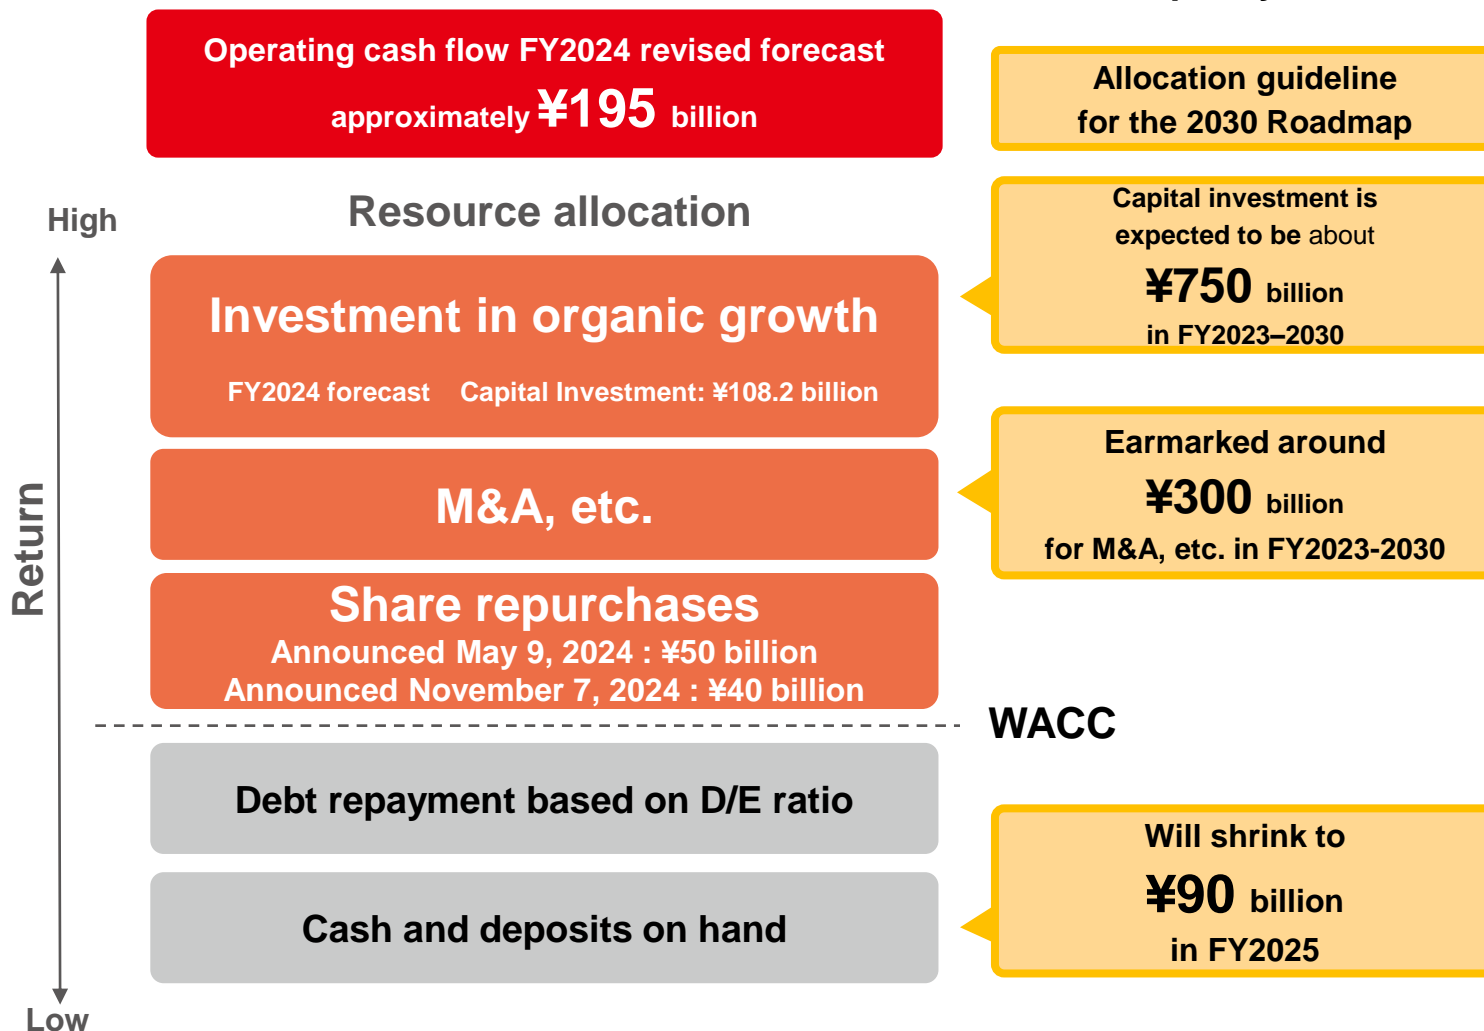 Operating cash flow FY2024 revised forecast
approximately ¥195 billion
Allocation guideline
for the 2030 Roadmap
High
Resource allocation
Capital investment is
expected to be about
¥750 billion
in FY2023–2030
Investment in organic growth
FY2024 forecast Capital Investment: ¥108.2 billion
Earmarked around
¥300 billion
for M&A, etc. in FY2023-2030
M&A, etc.
Return
Share repurchases
Announced May 9, 2024 : ¥50 billion
Announced November 7, 2024 : ¥40 billion
WACC
Debt repayment based on D/E ratio
Will shrink to
¥90 billion
in FY2025
Cash and deposits on hand
Low